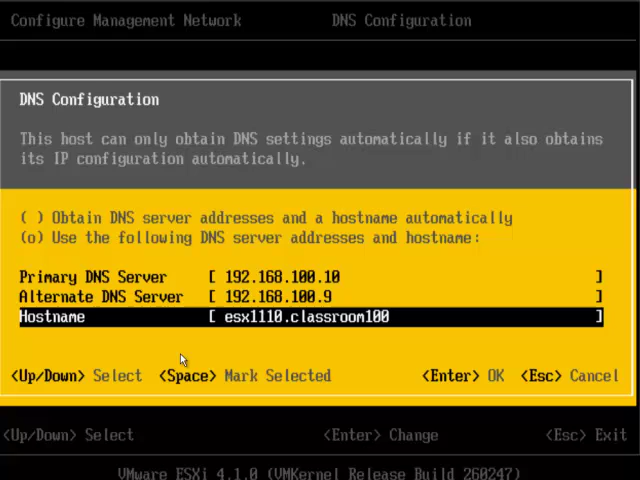 Configure Management Network DNS Configuration
DNS Configuration
This host can only obtain DNS settings automatically if it also obtains
its IP configuration automatically.
( ) Obtain DNS server addresses and a hostname automatically
(o) Use the following DNS server addresses and hostname:
Primary DNS Server [ 192.168.100.10 ]
Alternate DNS Server [ 192.168.100.9 ]
Hostname [ esx1110.classroom100 ]
<Up/Down> Select <Space> Mark Selected <Enter> OK <Esc> Cancel
<Up/Down> Select <Enter> Change <Esc> Exit
VMware ESXi 4.1.0 (VMKernel Release Build 260247)